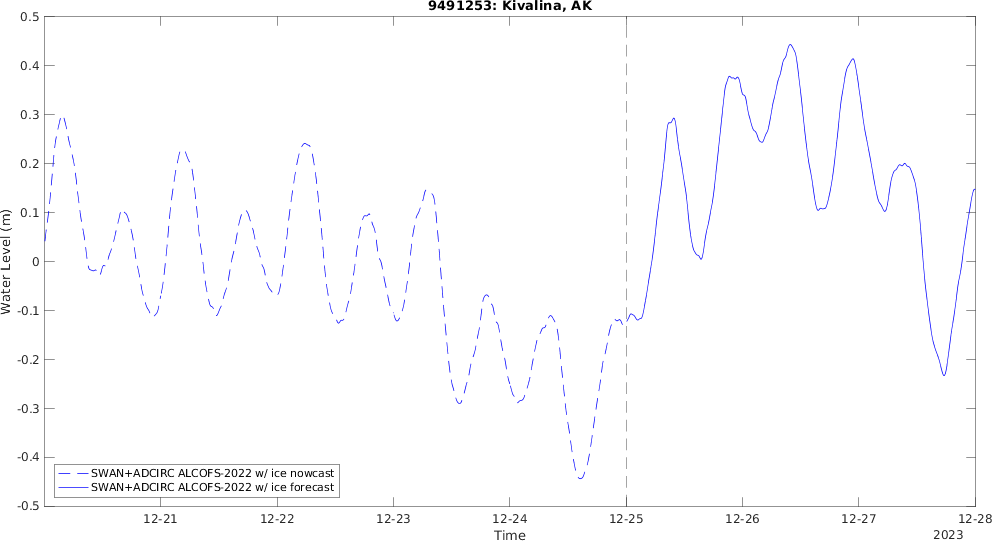 9491253: Kivalina, AK
0.5
0.4
0.3
0.2
0.1
0
-0.1
-0.2
-0.3
-0.4
-0.5
Water Level (m)
SWAN+ADCIRC ALCOFS-2022 w/ ice nowcast
SWAN+ADCIRC ALCOFS-2022 w/ ice forecast
12-21 12-22 12-23 12-24 12-25 12-26 12-27 12-28
Time
2023